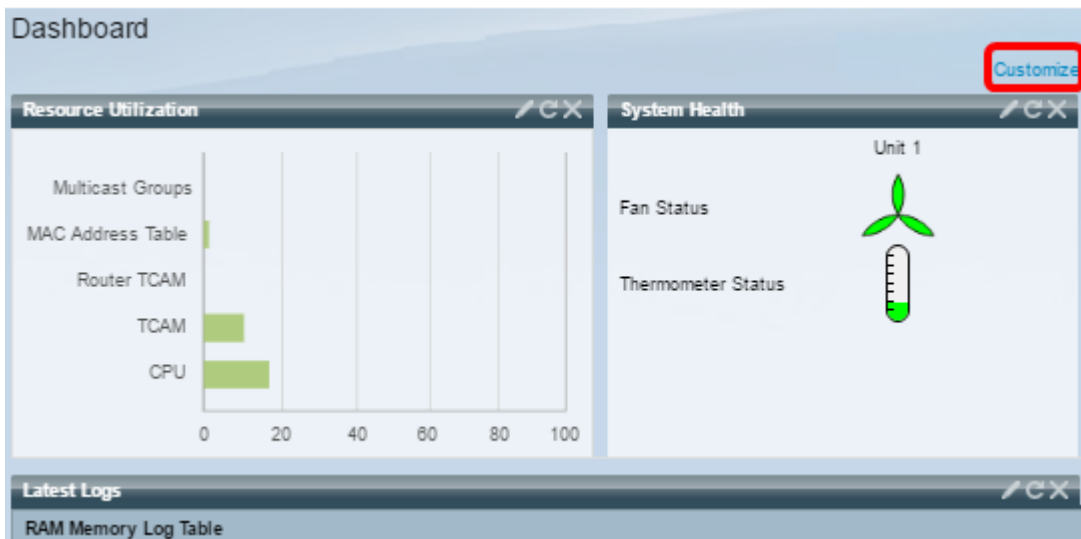 Dashboard
Customize
Resource Utilization
Multicast Groups
MAC Address Table
Router TCAM
TCAM
CPU
0 20 40 60 80 100
System Health
Unit 1
Fan Status
Thermometer Status
Latest Logs
RAM Memory Log Table